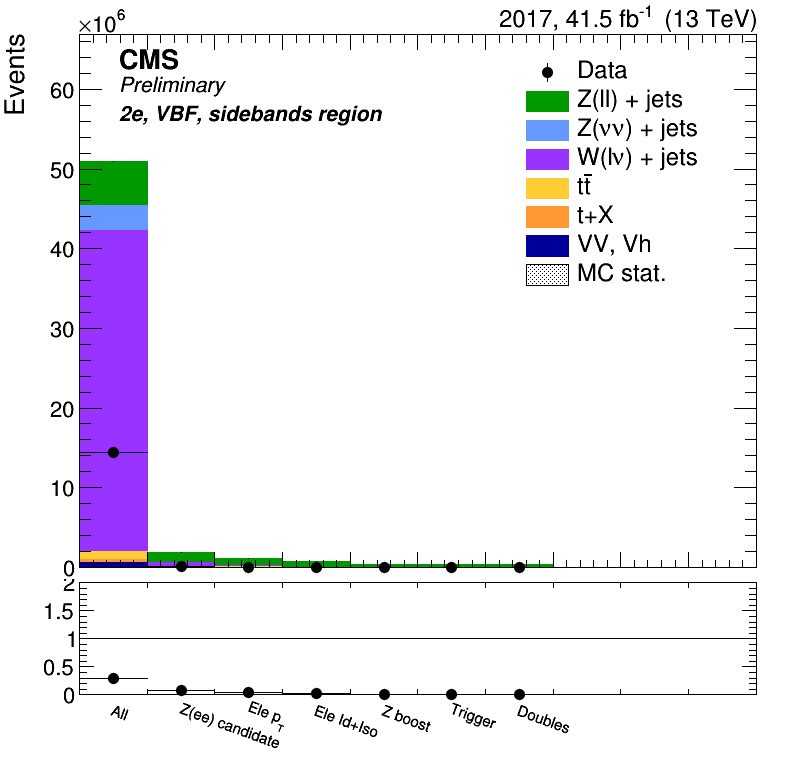 ×10⁶
2017, 41.5 fb⁻¹ (13 TeV)
Events
CMS
Preliminary
2e, VBF, sidebands region
Data
Z(ll) + jets
Z(νν) + jets
W(lν) + jets
tt̄
t+X
VV, Vh
MC stat.
60
50
40
30
20
10
0
2
1.5
1
0.5
0
All
Z(ee) candidate
Ele p_T
Ele Id+Iso
Z boost
Trigger
Doubles